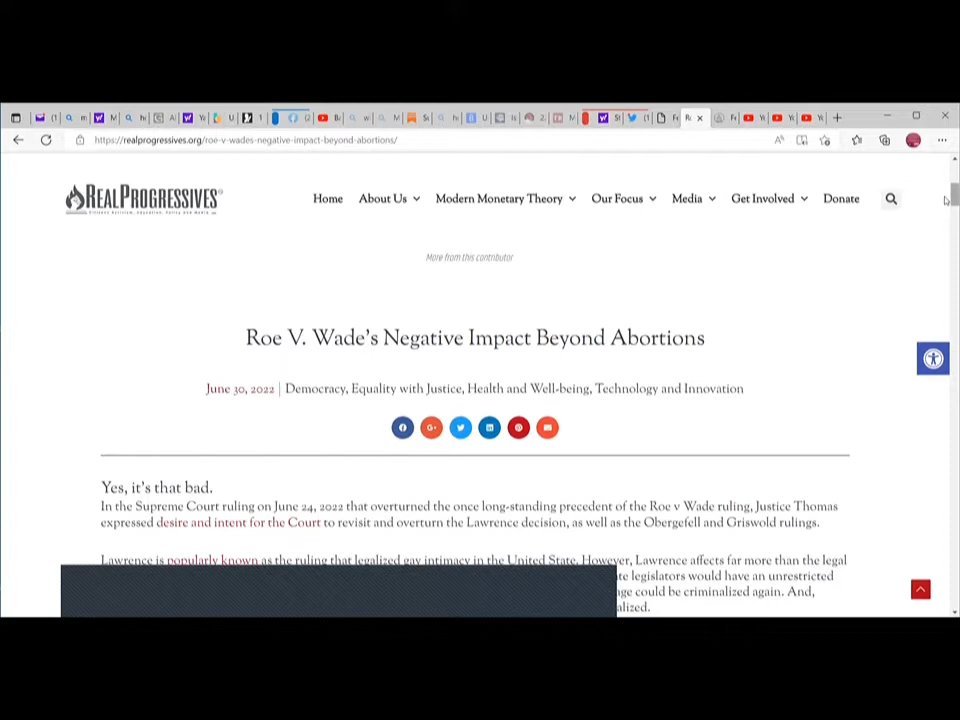 https://realprogressives.org/roe-v-wades-negative-impact-beyond-abortions/
REALPROGRESSIVES®
Home About Us Modern Monetary Theory Our Focus Media Get Involved Donate
More from this contributor
Roe V. Wade's Negative Impact Beyond Abortions
June 30, 2022 | Democracy, Equality with Justice, Health and Well-being, Technology and Innovation
Yes, it's that bad.
In the Supreme Court ruling on June 24, 2022 that overturned the once long-standing precedent of the Roe v Wade ruling, Justice Thomas
expressed desire and intent for the Court to revisit and overturn the Lawrence decision, as well as the Obergefell and Griswold rulings.
Lawrence is popularly known as the ruling that legalized gay intimacy in the United State. However, Lawrence affects far more than the legal
legislators would have an unrestricted
could be criminalized again. And,